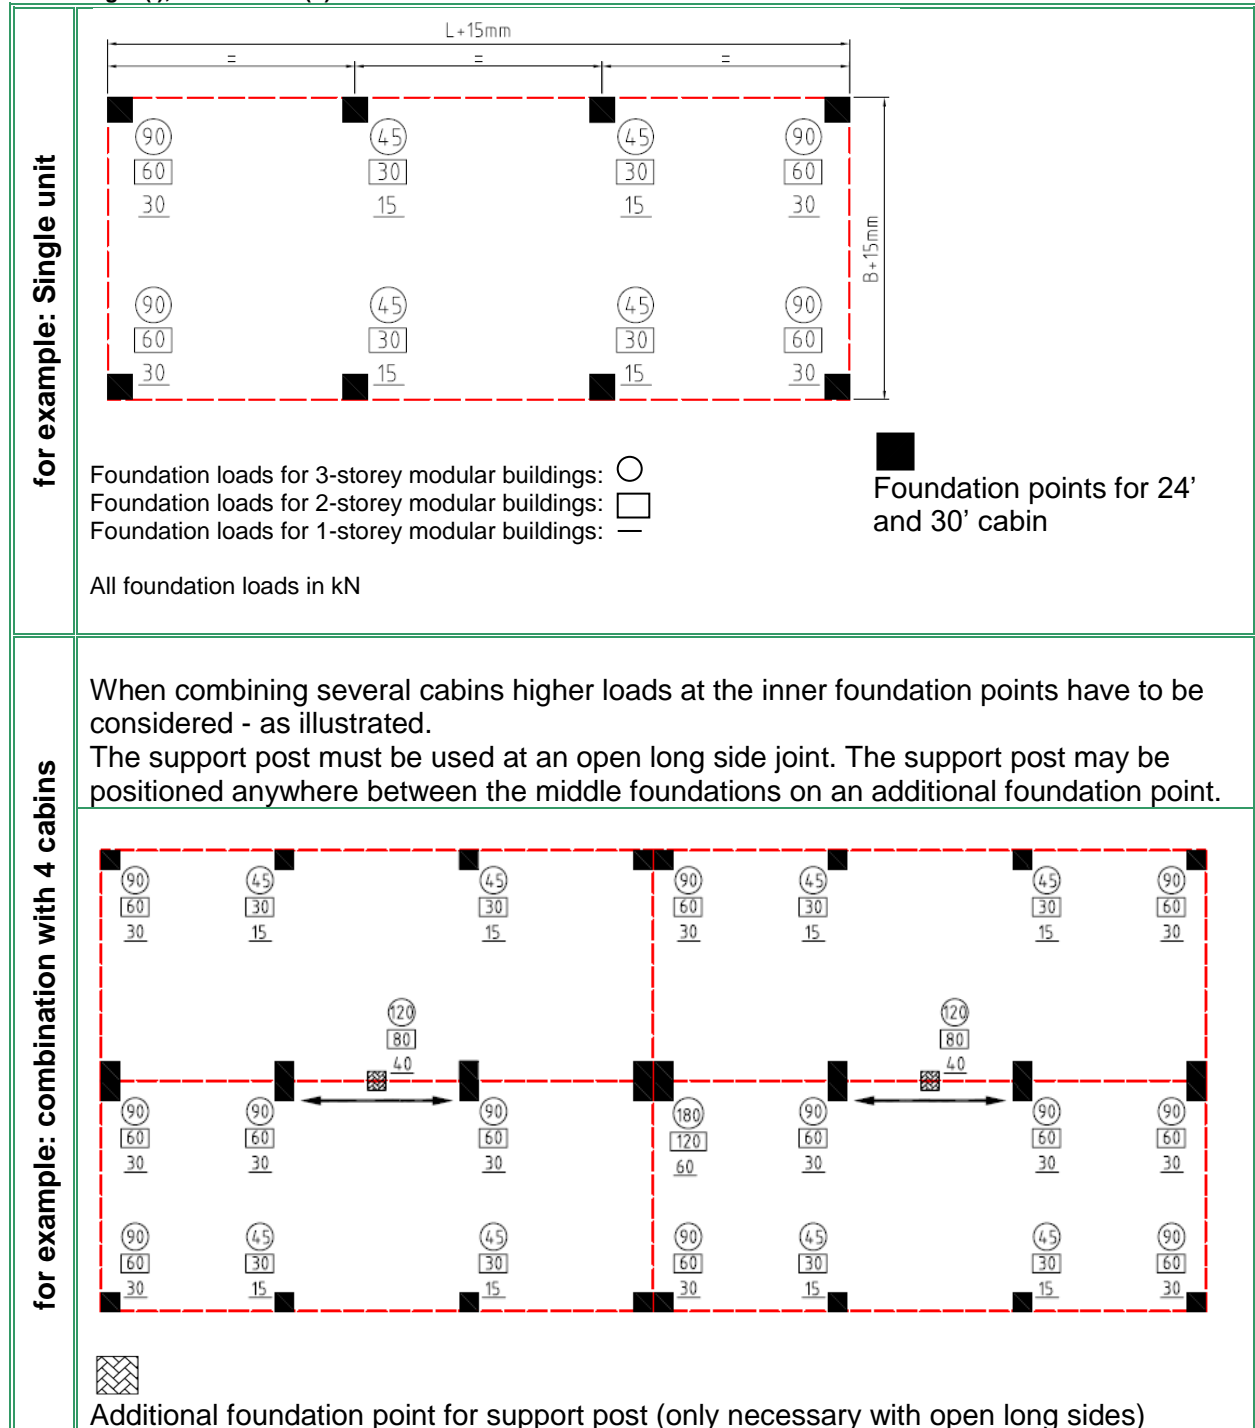 L+15mm
= = =
for example: Single unit
90 45 45 90
60 30 30 60
30 15 15 30
B+15mm
90 45 45 90
60 30 30 60
30 15 15 30
Foundation loads for 3-storey modular buildings:
Foundation loads for 2-storey modular buildings:
Foundation loads for 1-storey modular buildings:
All foundation loads in kN
Foundation points for 24’
and 30’ cabin
for example: combination with 4 cabins
When combining several cabins higher loads at the inner foundation points have to be
considered - as illustrated.
The support post must be used at an open long side joint. The support post may be
positioned anywhere between the middle foundations on an additional foundation point.
90 45 45 90 45 45 90
60 30 30 60 30 30 60
30 15 15 30 15 15 30
120 120
80 80
40 40
90 90 90 180 90 90 90
60 60 60 120 60 60 60
30 30 30 60 30 30 30
90 45 45 90 45 45 90
60 30 30 60 30 30 60
30 15 15 30 15 15 30
Additional foundation point for support post (only necessary with open long sides)